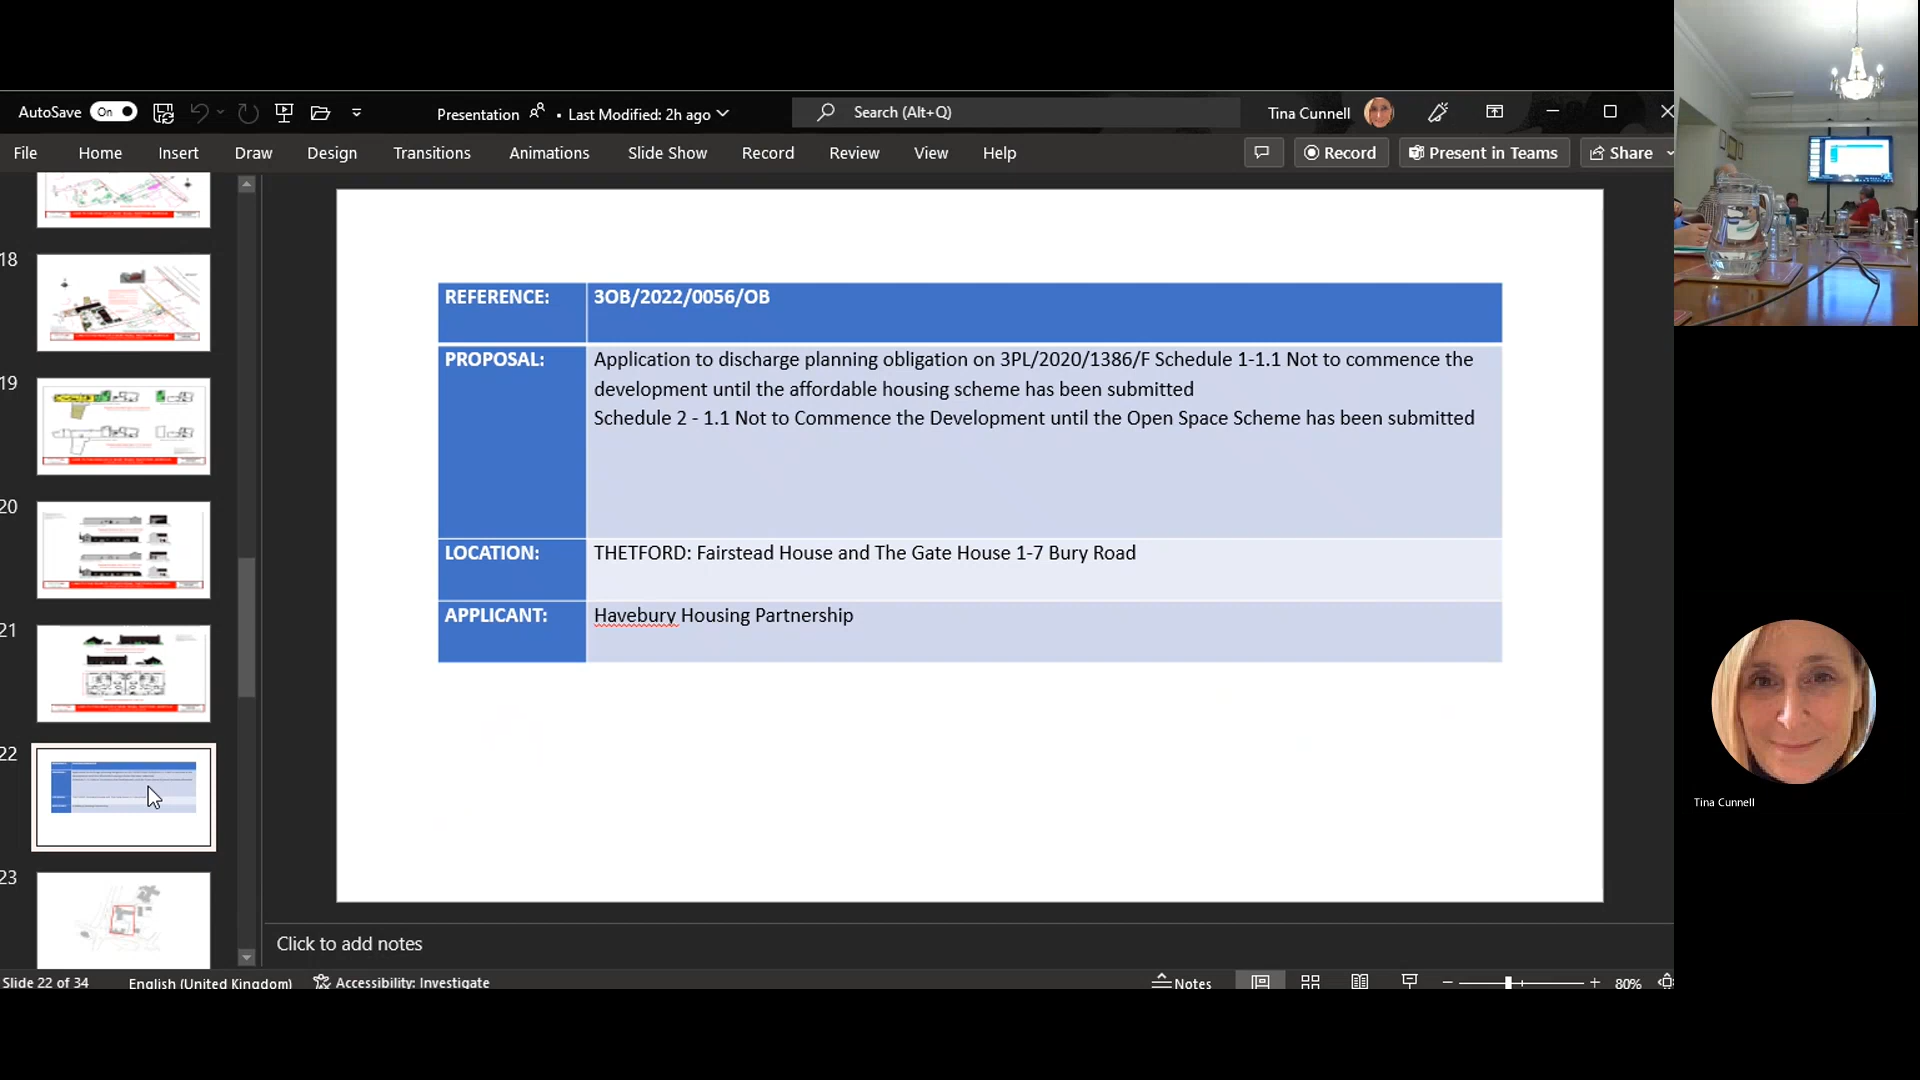 AutoSave On Presentation • Last Modified: 2h ago Search (Alt+Q) Tina Cunnell
File Home Insert Draw Design Transitions Animations Slide Show Record Review View Help Record Present in Teams Share
18
19
20
21
22
23
REFERENCE: 3OB/2022/0056/OB
PROPOSAL: Application to discharge planning obligation on 3PL/2020/1386/F Schedule 1-1.1 Not to commence the
development until the affordable housing scheme has been submitted
Schedule 2 - 1.1 Not to Commence the Development until the Open Space Scheme has been submitted
LOCATION: THETFORD: Fairstead House and The Gate House 1-7 Bury Road
APPLICANT: Havebury Housing Partnership
Click to add notes
Slide 22 of 34 English (United Kingdom) Accessibility: Investigate Notes 80%
Tina Cunnell